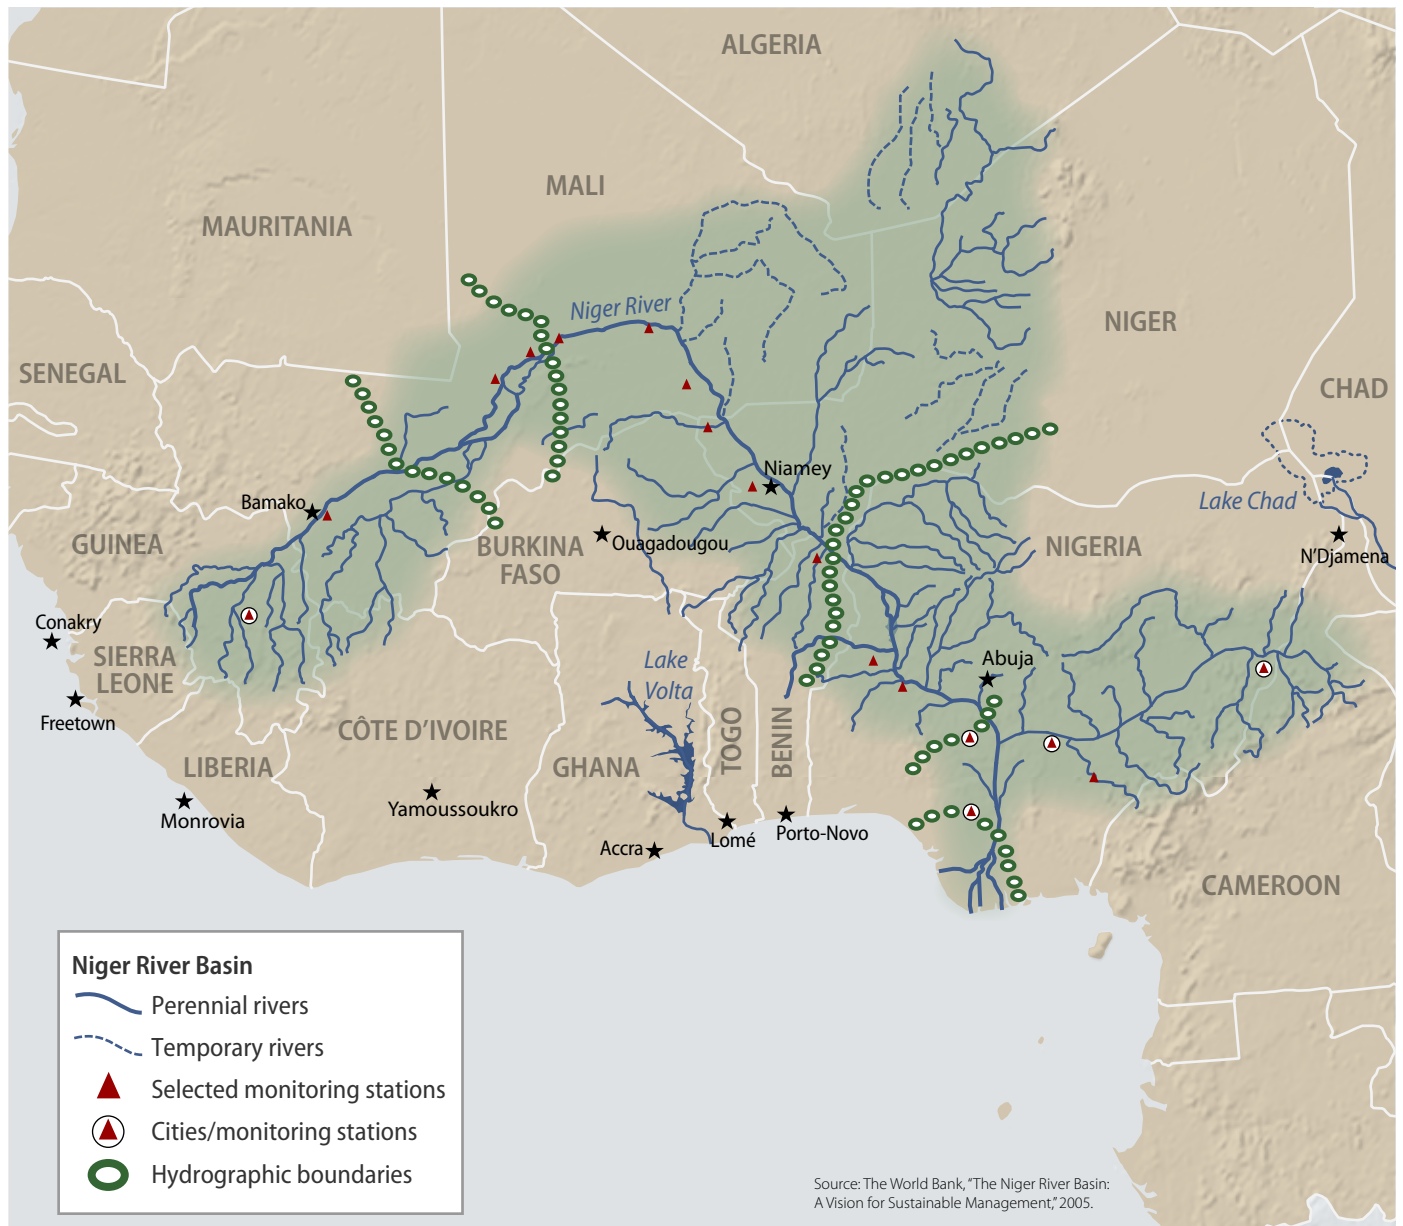 ALGERIA
MALI
MAURITANIA
Niger River
NIGER
SENEGAL
CHAD
Niamey
Lake Chad
Bamako
GUINEA
BURKINA
FASO
Ouagadougou
NIGERIA
N'Djamena
Conakry
SIERRA
LEONE
Lake
Volta
Abuja
Freetown
CÔTE D'IVOIRE
TOGO
BENIN
LIBERIA
GHANA
Monrovia
Yamoussoukro
Accra
Lomé
Porto-Novo
CAMEROON
Niger River Basin
Perennial rivers
Temporary rivers
Selected monitoring stations
Cities/monitoring stations
Hydrographic boundaries
Source: The World Bank, "The Niger River Basin:
A Vision for Sustainable Management," 2005.